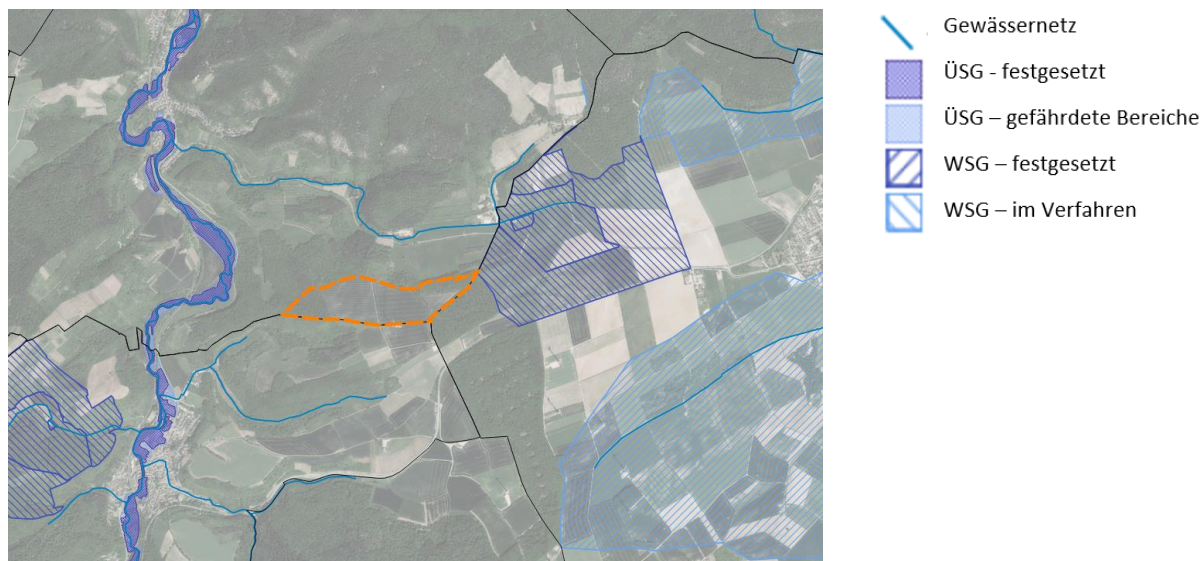 Gewässernetz
ÜSG - festgesetzt
ÜSG – gefährdete Bereiche
WSG – festgesetzt
WSG – im Verfahren